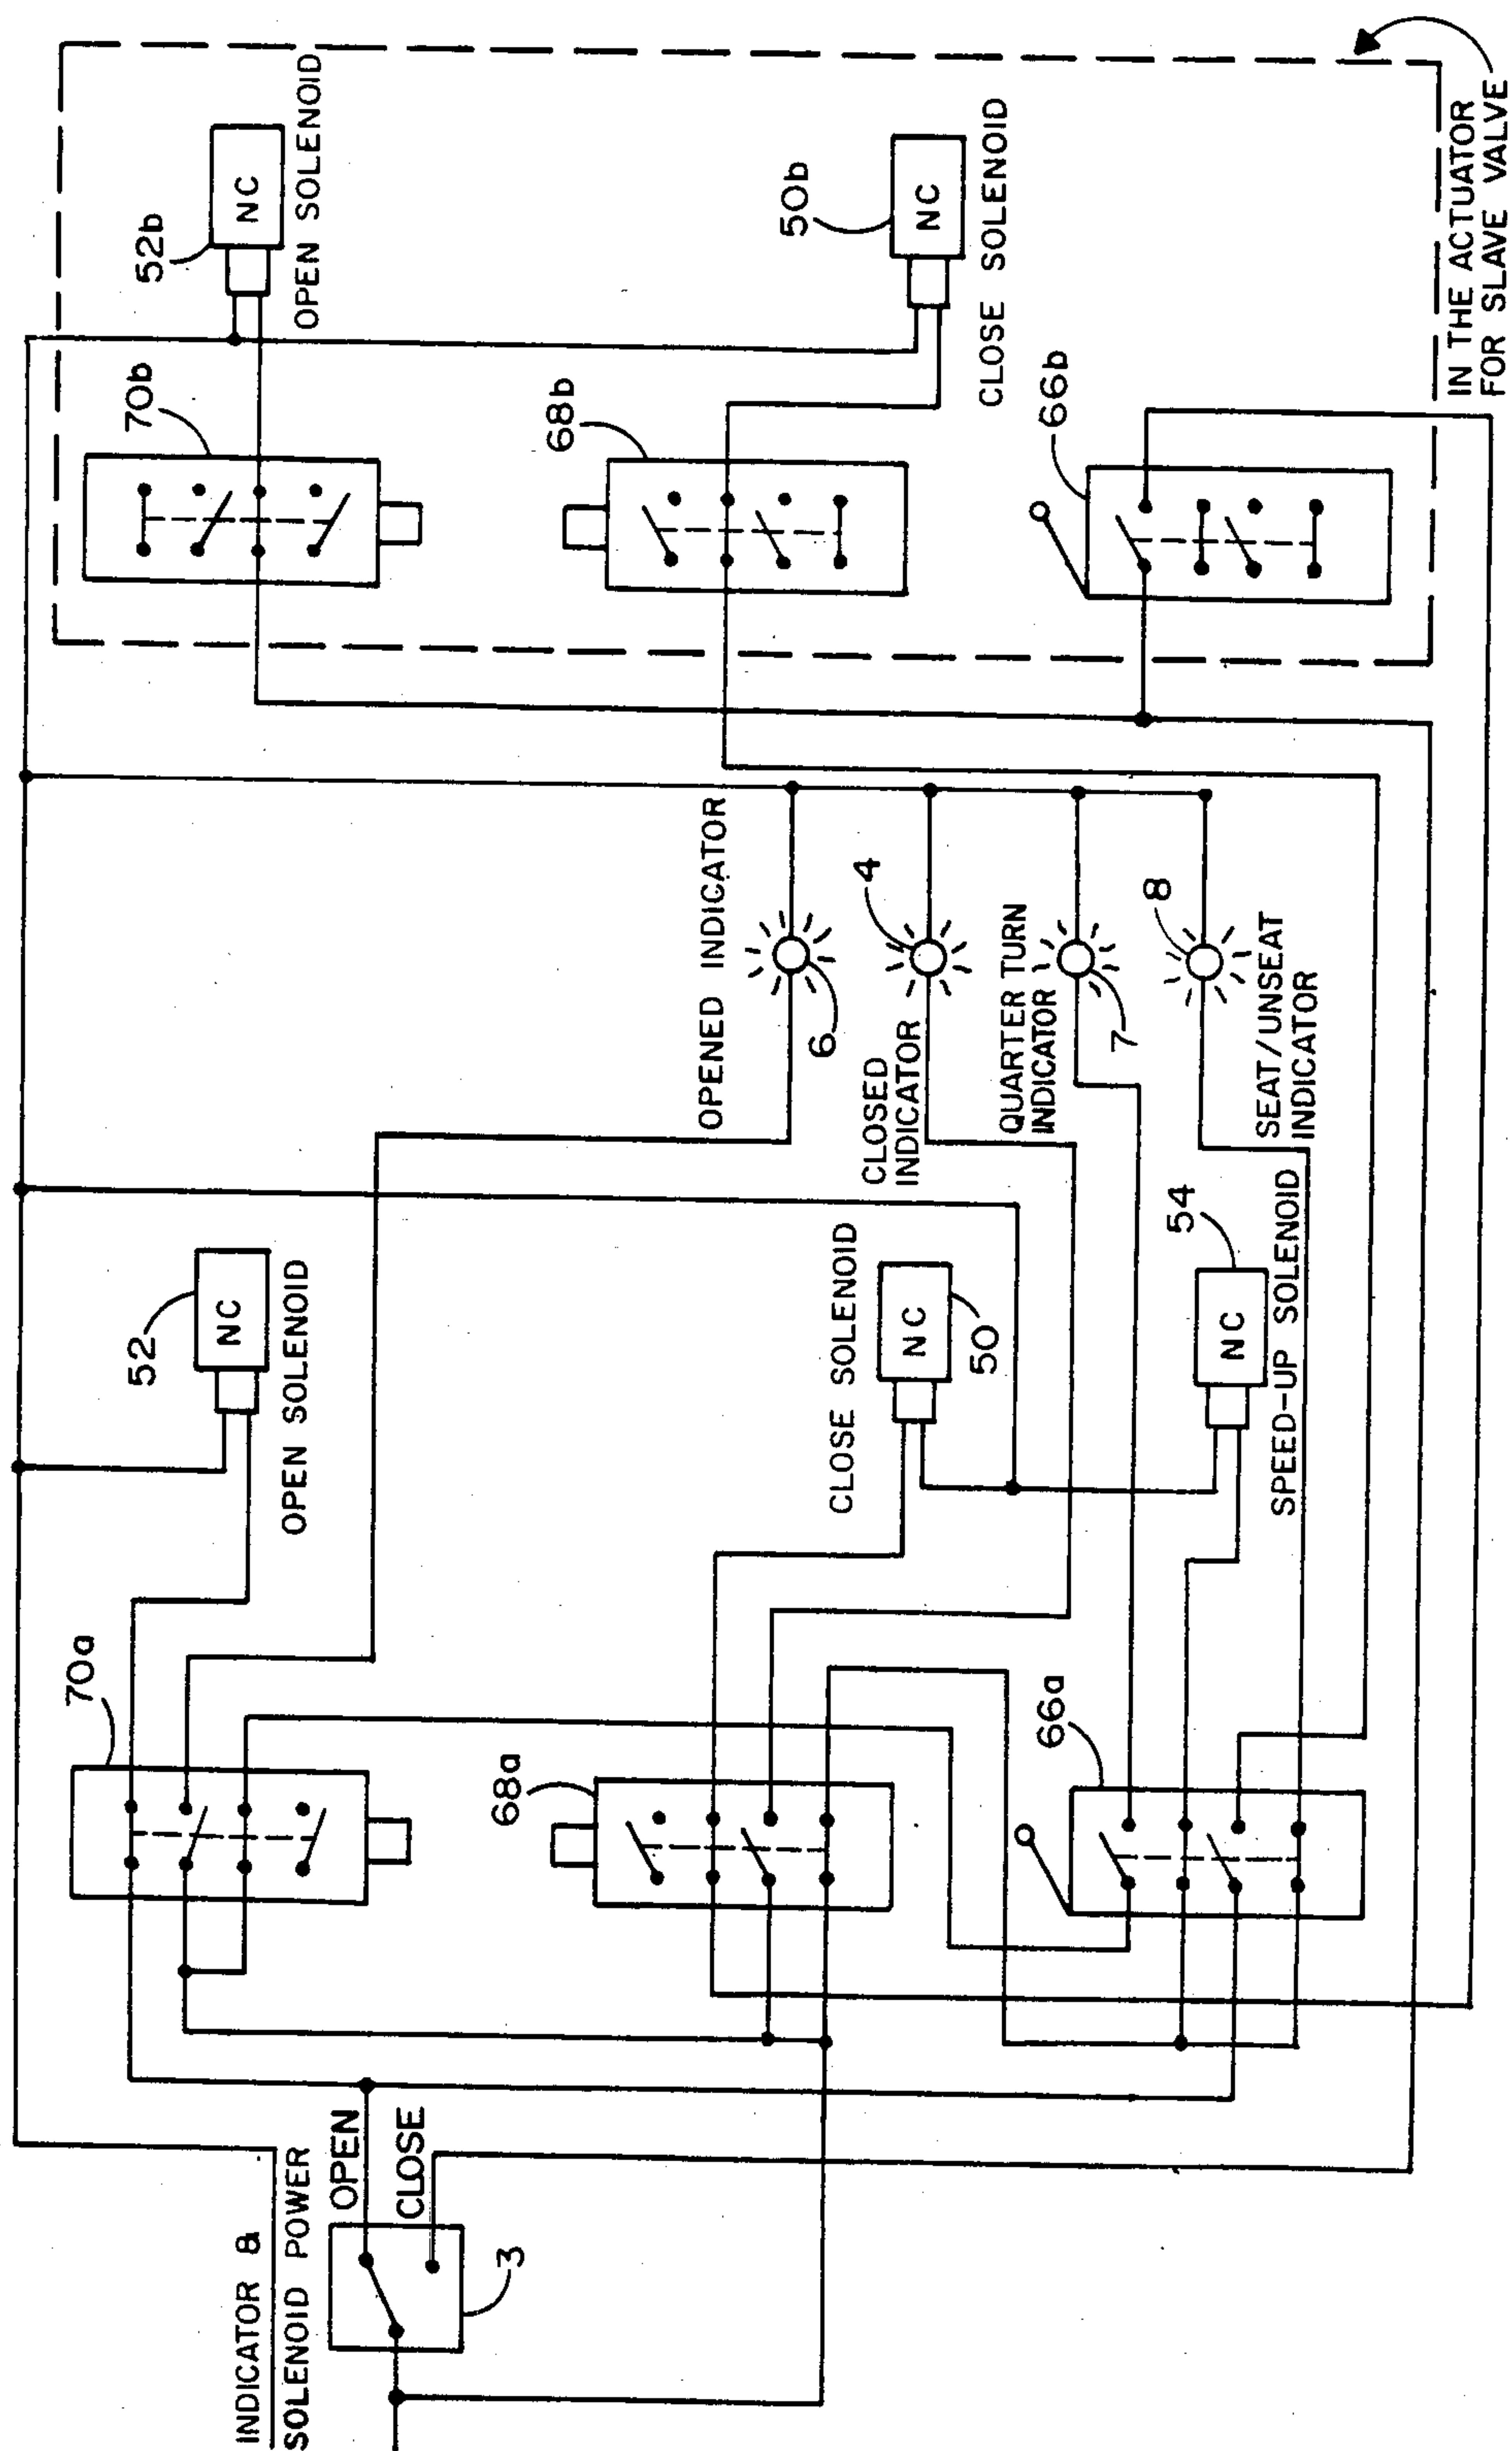 INDICATOR &
SOLENOID POWER
OPEN
CLOSE
3
70a
68a
66a
52
NC
OPEN SOLENOID
CLOSE SOLENOID
NC
50
54
NC
SPEED-UP SOLENOID
OPENED INDICATOR
6
CLOSED
INDICATOR
4
QUARTER TURN
INDICATOR
7
8
SEAT/UNSEAT
INDICATOR
70b
68b
66b
52b
NC
OPEN SOLENOID
50b
NC
CLOSE SOLENOID
IN THE ACTUATOR
FOR SLAVE VALVE